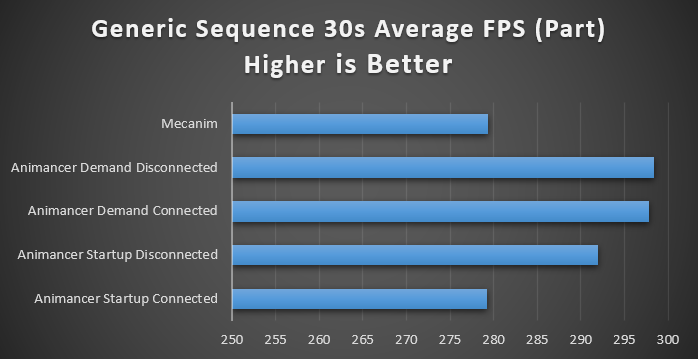 Generic Sequence 30s Average FPS (Part)
Higher is Better
Mecanim
Animancer Demand Disconnected
Animancer Demand Connected
Animancer Startup Disconnected
Animancer Startup Connected
250 255 260 265 270 275 280 285 290 295 300